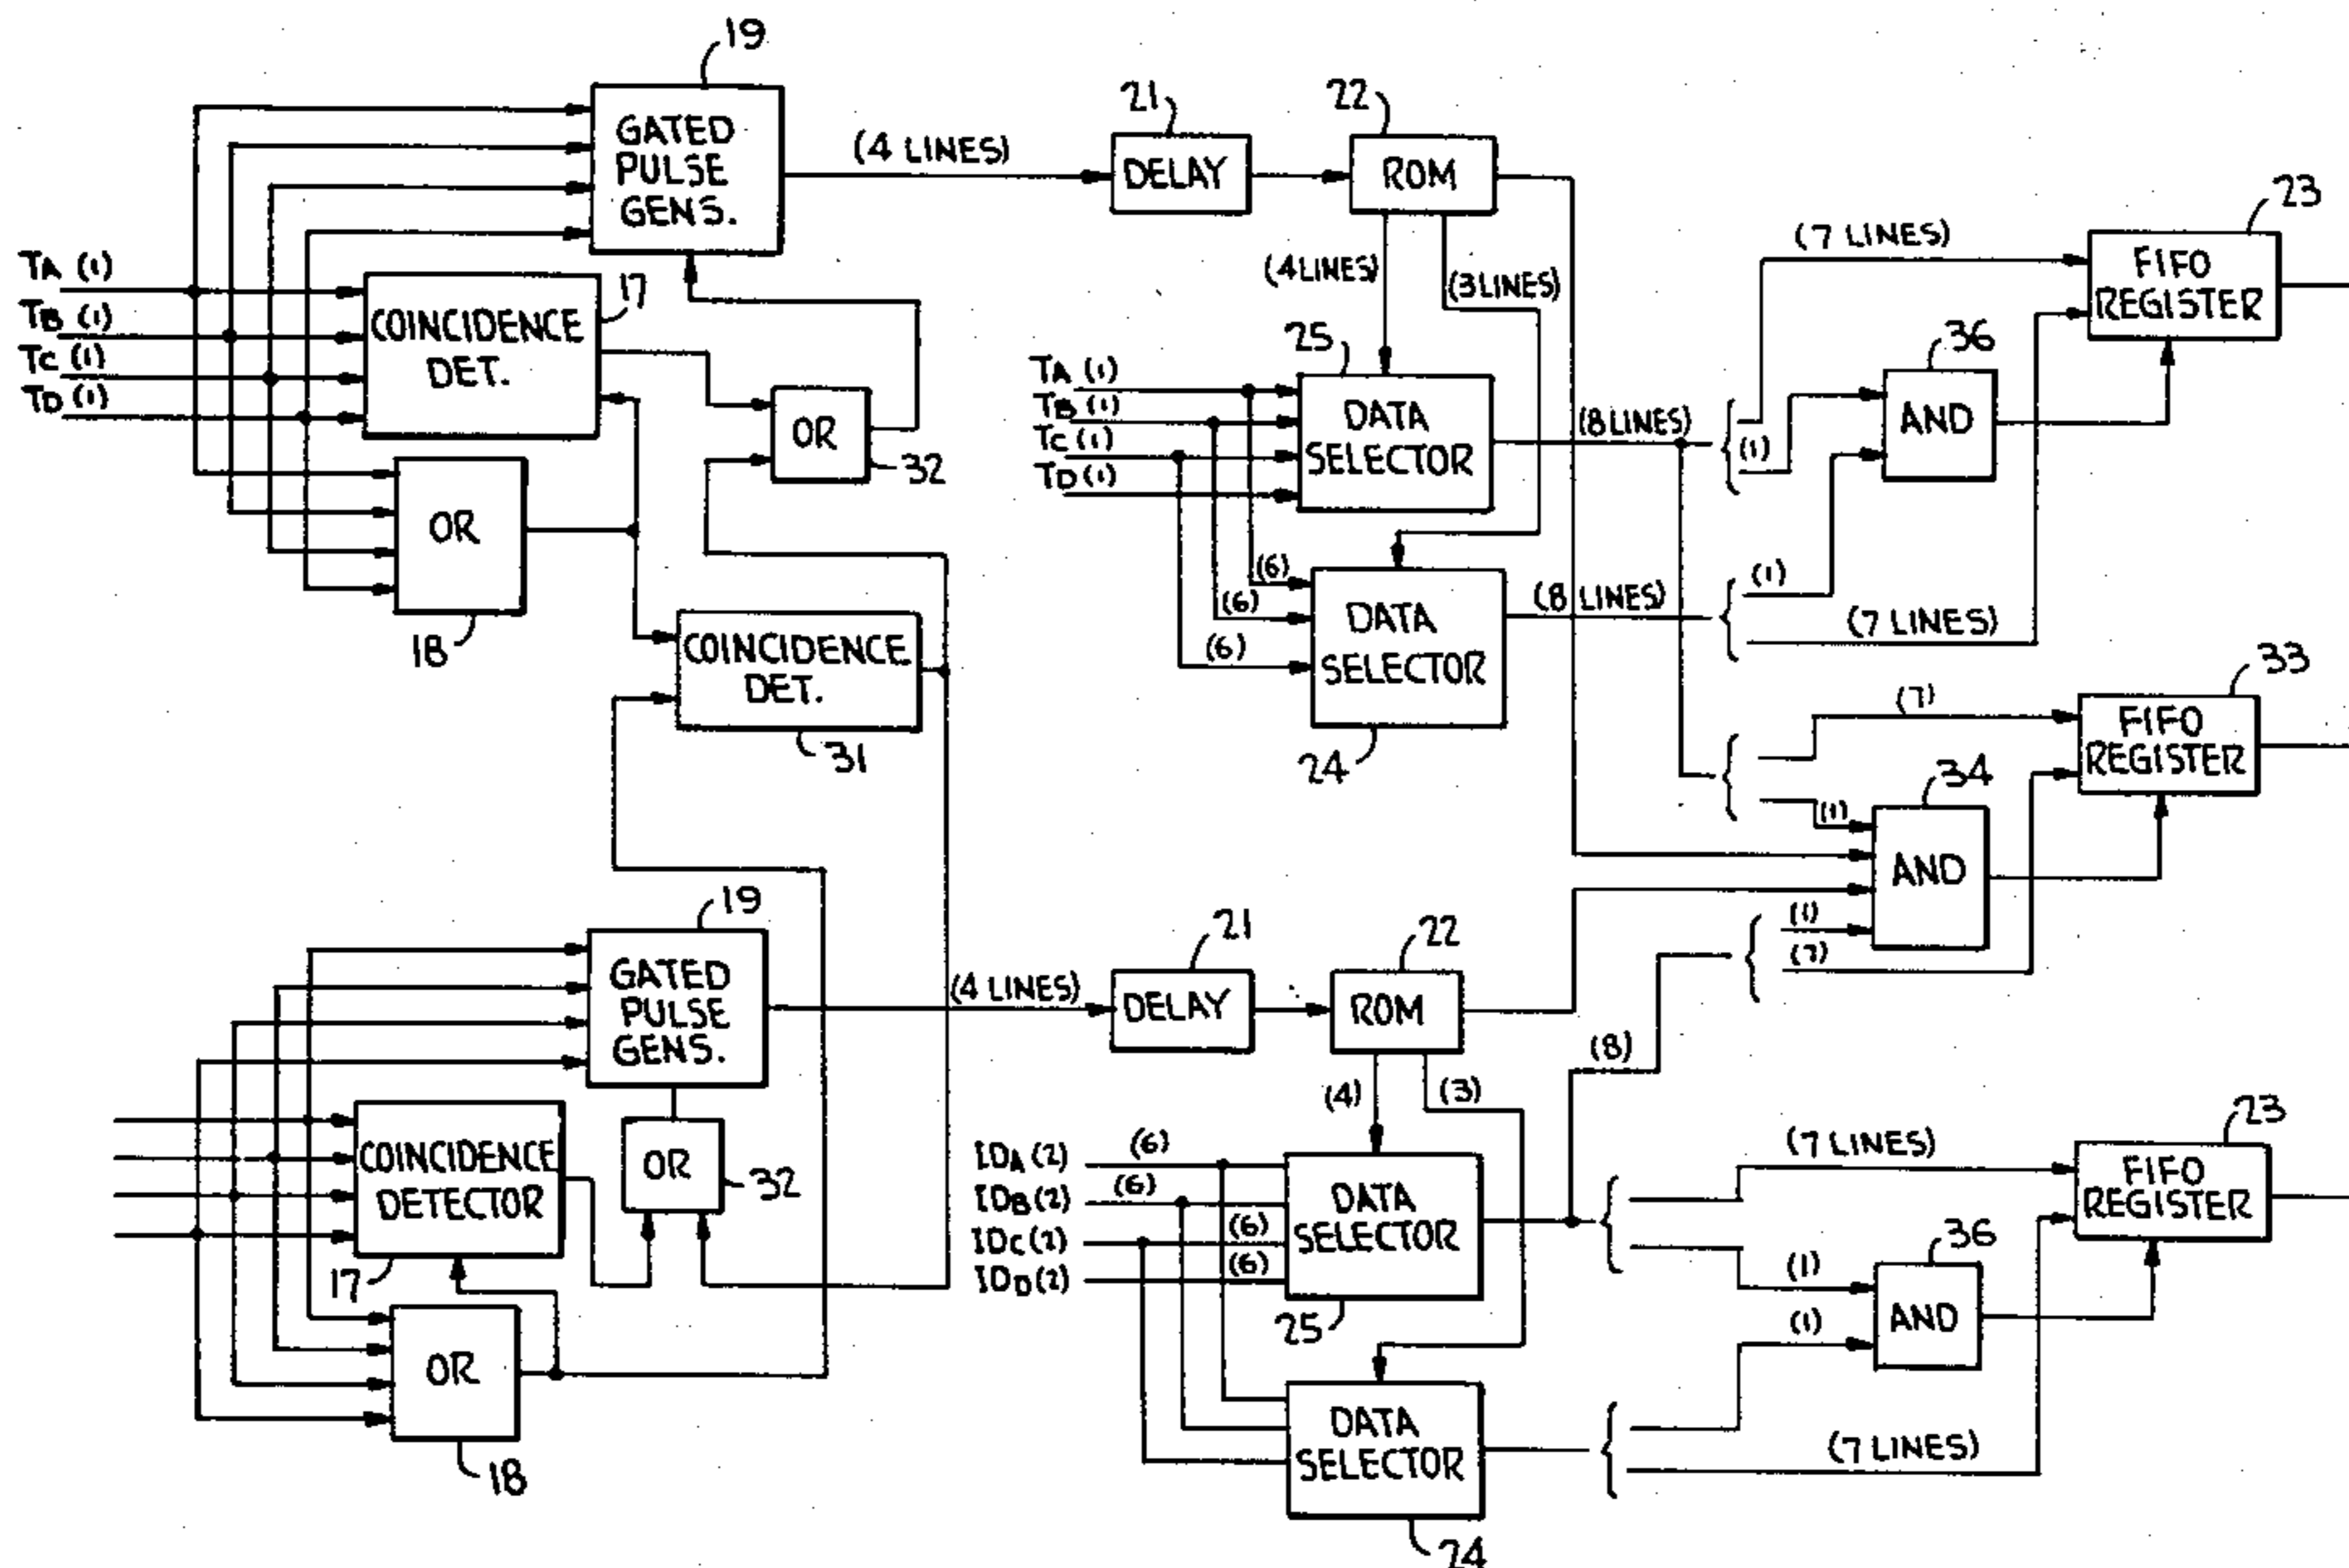 19
GATED
PULSE
GENS.
(4 LINES)
21
DELAY
22
ROM
(4 LINES)
(3 LINES)
(7 LINES)
23
FIFO
REGISTER
TA (1)
TB (1)
TC (1)
TD (1)
17
COINCIDENCE
DET.
OR
32
OR
18
COINCIDENCE
DET.
31
TA (1)
TB (1)
TC (1)
TD (1)
25
DATA
SELECTOR
(8 LINES)
(1)
36
AND
(6)
(6)
(6)
DATA
SELECTOR
24
(8 LINES)
(1)
(7 LINES)
33
(7)
FIFO
REGISTER
(1)
34
AND
(1)
(7)
19
GATED
PULSE
GENS.
(4 LINES)
21
DELAY
22
ROM
(4)
(3)
(8)
COINCIDENCE
DETECTOR
17
OR
32
OR
18
IDA (2)
IDB (2)
IDC (2)
IDD (2)
(6)
(6)
(6)
(6)
DATA
SELECTOR
25
(7 LINES)
23
FIFO
REGISTER
(1)
(1)
36
AND
DATA
SELECTOR
24
(7 LINES)